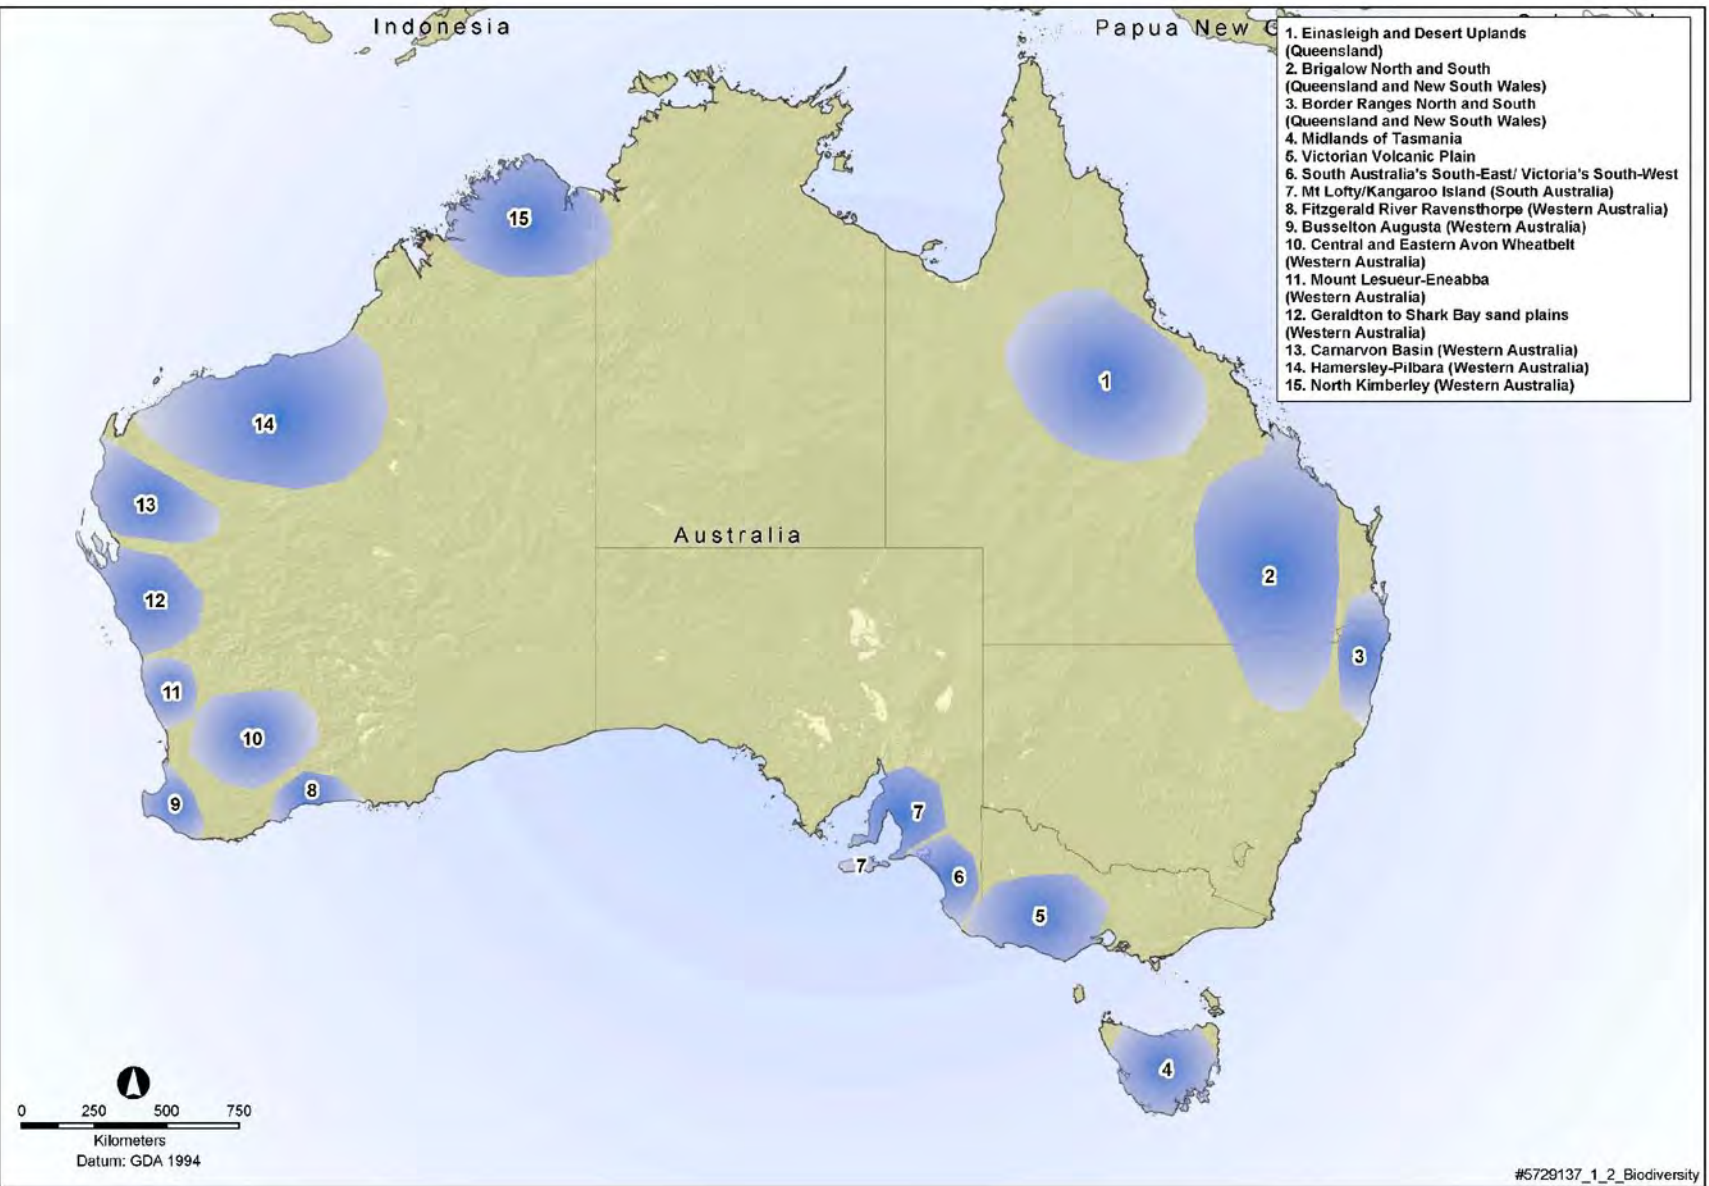 Indonesia
Papua New G
1. Einasleigh and Desert Uplands
(Queensland)
2. Brigalow North and South
(Queensland and New South Wales)
3. Border Ranges North and South
(Queensland and New South Wales)
4. Midlands of Tasmania
5. Victorian Volcanic Plain
6. South Australia's South-East/ Victoria's South-West
7. Mt Lofty/Kangaroo Island (South Australia)
8. Fitzgerald River Ravensthorpe (Western Australia)
9. Busselton Augusta (Western Australia)
10. Central and Eastern Avon Wheatbelt
(Western Australia)
11. Mount Lesueur-Eneabba
(Western Australia)
12. Geraldton to Shark Bay sand plains
(Western Australia)
13. Carnarvon Basin (Western Australia)
14. Hamersley-Pilbara (Western Australia)
15. North Kimberley (Western Australia)
15
1
14
13
Australia
2
12
3
11
10
8
9
7
7
6
5
4
0 250 500 750
Kilometers
Datum: GDA 1994
#5729137_1_2_Biodiversity